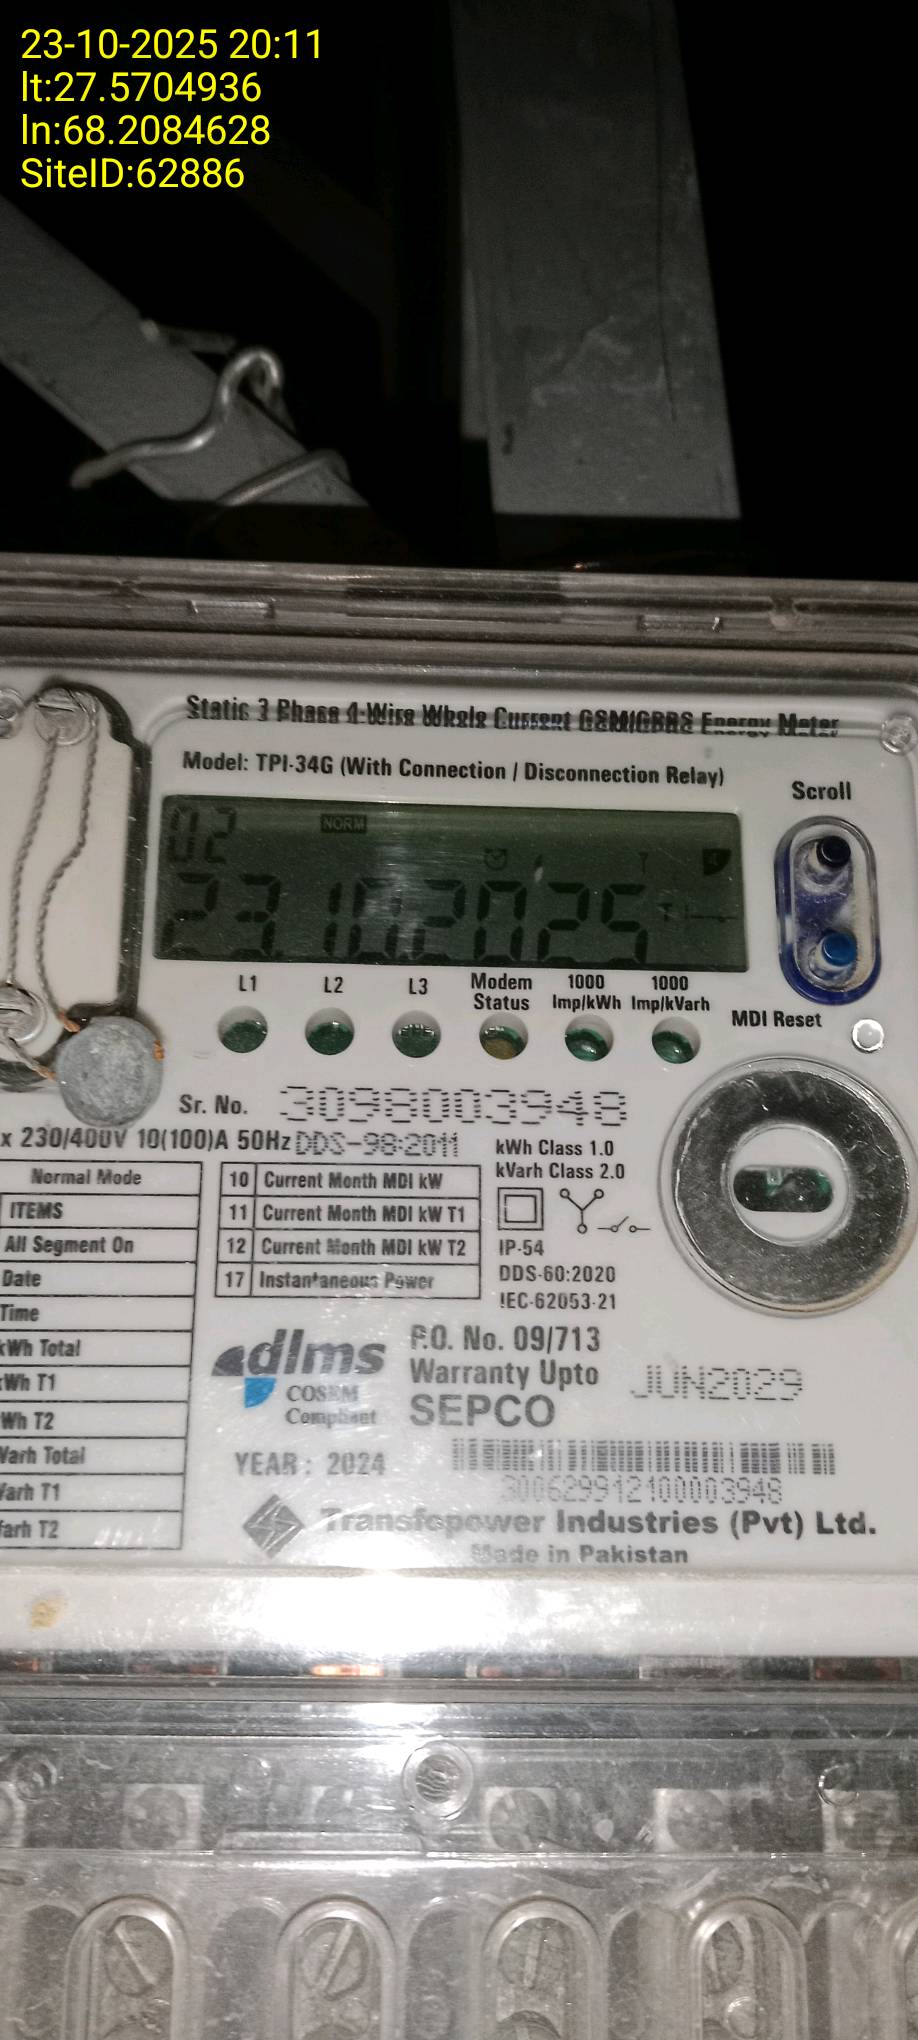 23-10-2025 20:11
lt:27.5704936
ln:68.2084628
SiteID:62886
Static 3 Phase 4-Wire Whole Current GSM/GPRS Energy Meter
Model: TPI-34G (With Connection / Disconnection Relay)
Scroll
02 NORM
23.10.2025 T
L1 L2 L3 Modem Status 1000 Imp/kWh 1000 Imp/kVarh
MDI Reset
Sr. No. 3098003948
x 230/400V 10(100)A 50Hz DDS-98:2011
kWh Class 1.0
kVarh Class 2.0
Normal Mode
ITEMS
All Segment On
Date
Time
kWh Total
kWh T1
Wh T2
Varh Total
Varh T1
arh T2
10 Current Month MDI kW
11 Current Month MDI kW T1
12 Current Month MDI kW T2
17 Instantaneous Power
IP-54
DDS-60:2020
IEC-62053-21
dlms
COSEM
Compliant
P.O. No. 09/713
Warranty Upto JUN2029
SEPCO
YEAR : 2024
300629912100003948
Transfopower Industries (Pvt) Ltd.
Made in Pakistan